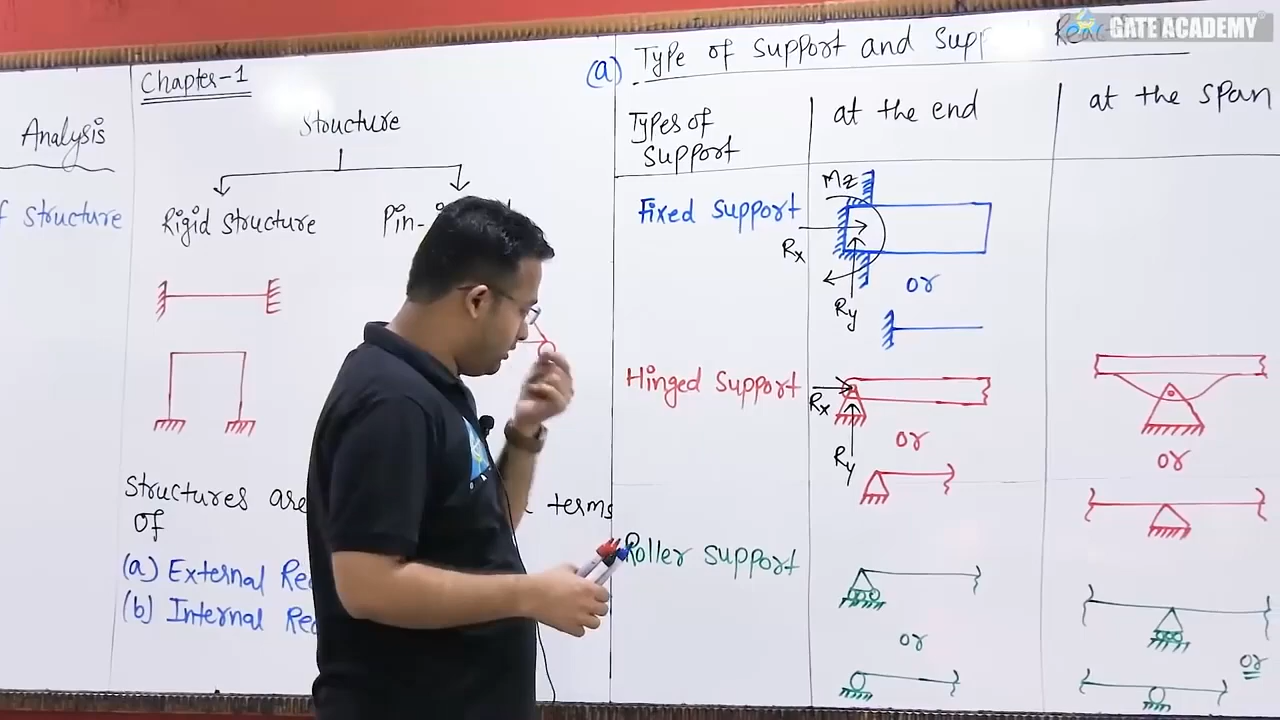 GATE ACADEMY
Analysis
f structure
Chapter-1
Structure
Rigid structure
Pin-
structures are
terms
of
(a) External Rea
(b) Internal Rea
(a) Type of support and supp
Types of
support
at the end
at the span
Fixed support
Mz
Rx
Ry
or
Hinged support
Rx
Ry
or
or
Roller support
or
or